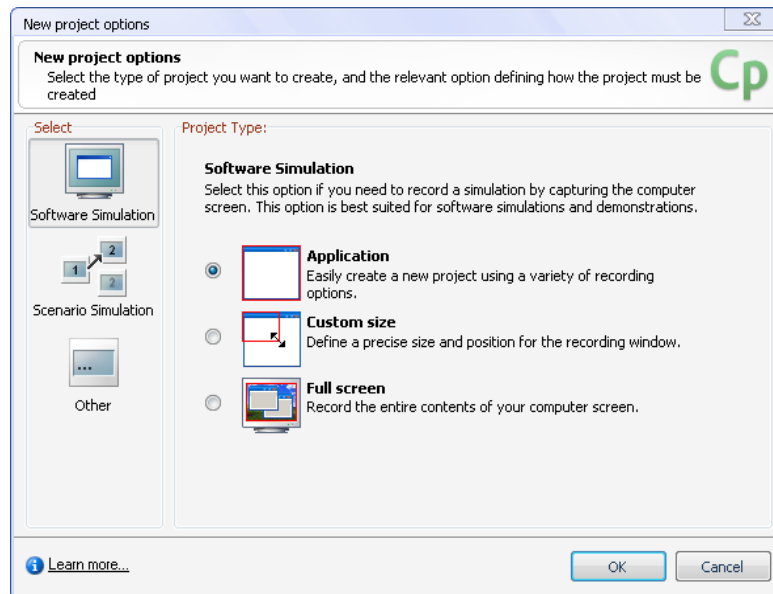 New project options
New project options
Select the type of project you want to create, and the relevant option defining how the project must be
created
Cp
Select
Software Simulation
1
2
2
Scenario Simulation
...
Other
Project Type:
Software Simulation
Select this option if you need to record a simulation by capturing the computer
screen. This option is best suited for software simulations and demonstrations.
Application
Easily create a new project using a variety of recording
options.
Custom size
Define a precise size and position for the recording window.
Full screen
Record the entire contents of your computer screen.
Learn more...
OK
Cancel